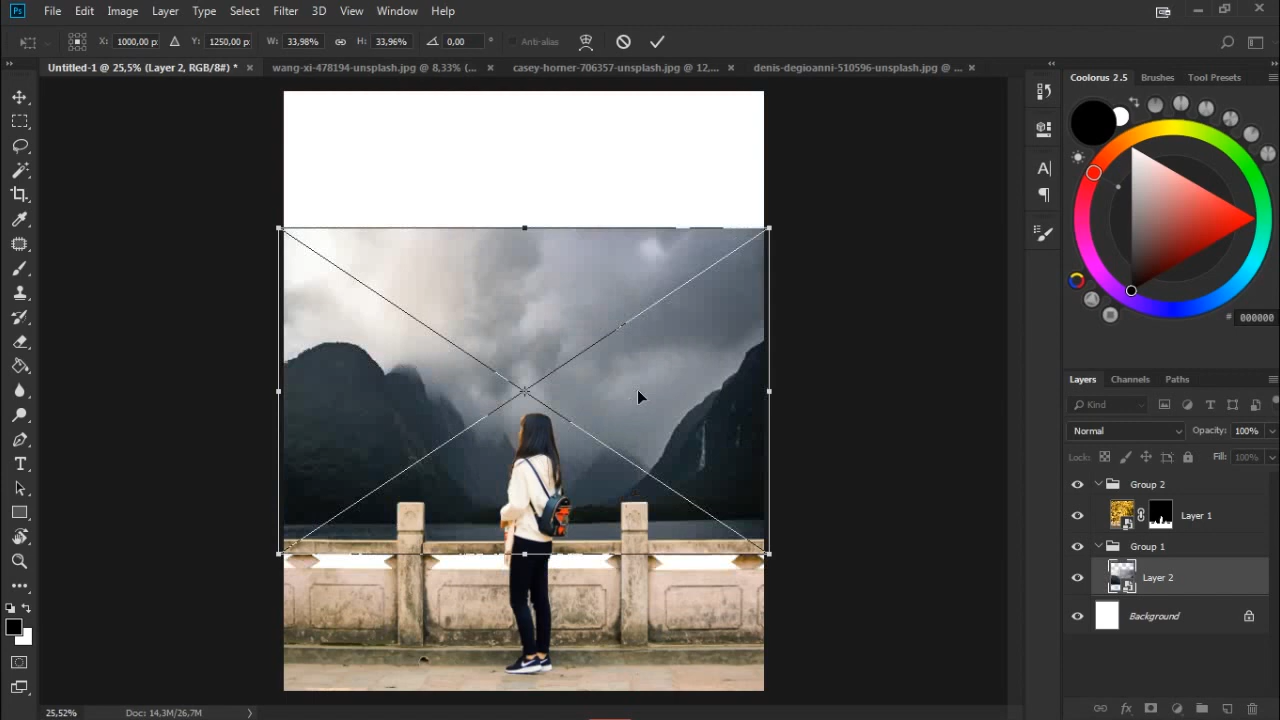 Ps File Edit Image Layer Type Select Filter 3D View Window Help
X: 1000,00 p: Y: 1250,00 p: W: 33,98% H: 33,96% 0,00 ° Anti-alias
Untitled-1 @ 25,5% (Layer 2, RGB/8#) * × wang-xi-478194-unsplash.jpg @ 8,33% (... × casey-horner-706357-unsplash.jpg @ 12,... × denis-degioanni-510596-unsplash.jpg @ ... ×
Coolorus 2.5 Brushes Tool Presets
# 000000
Layers Channels Paths
Kind
Normal Opacity: 100%
Lock: Fill: 100%
Group 2
Layer 1
Group 1
Layer 2
Background
25,52% Doc: 14,3M/26,7M